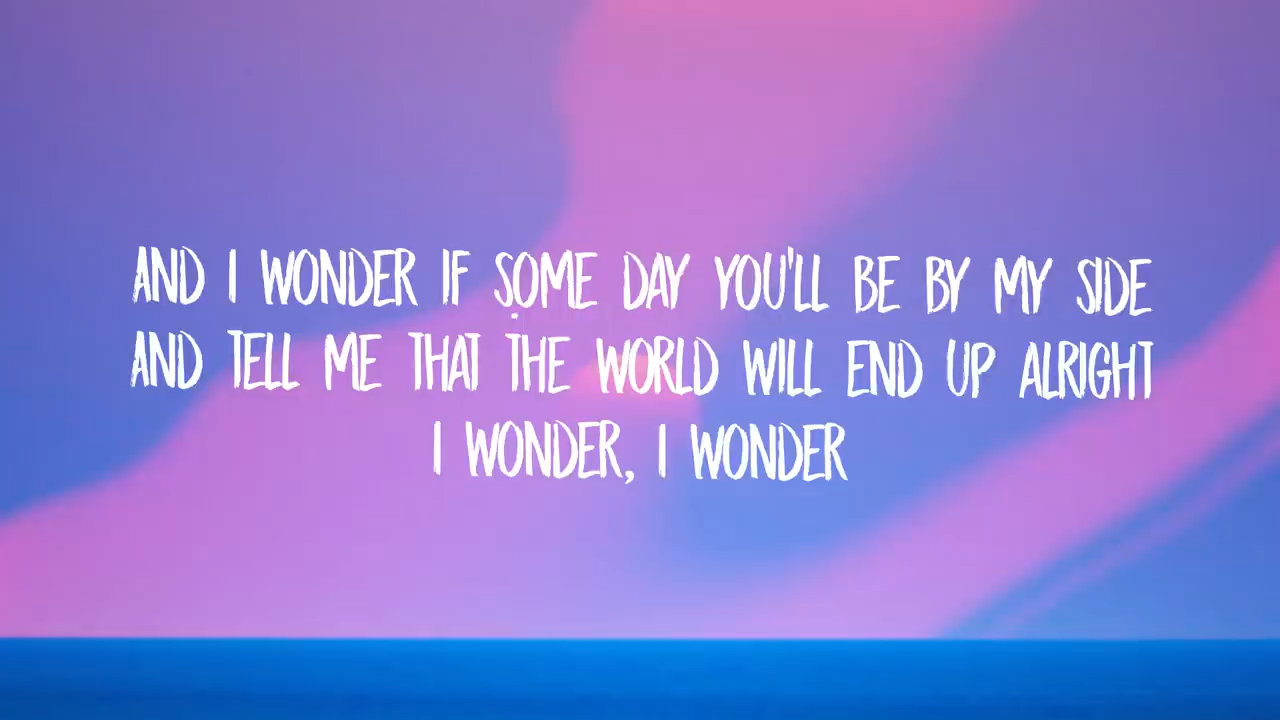 AND I WONDER IF SOME DAY YOU'LL BE BY MY SIDE
AND TELL ME THAT THE WORLD WILL END UP ALRIGHT
I WONDER, I WONDER